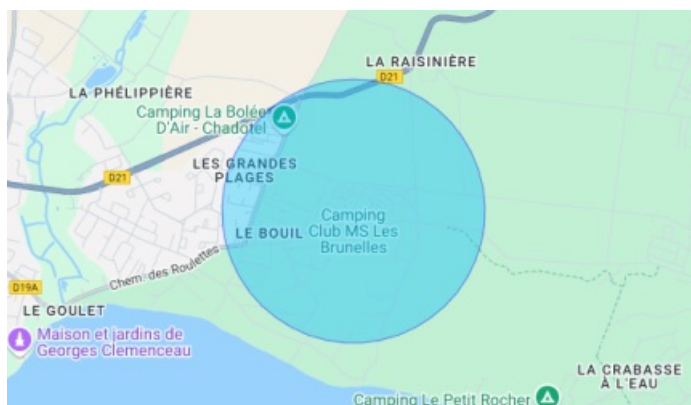 LA RAISINIÈRE
D21
LA PHÉLIPPIÈRE
Camping La Bolée
D'Air - Chadotel
LES GRANDES
PLAGES
D21
Camping
Club MS Les
Brunelles
LE BOUIL
Chem. des Roulettes
D19A
LE GOULET
Maison et jardins de
Georges Clemenceau
LA CRABASSE
À L'EAU
Camping Le Petit Rocher